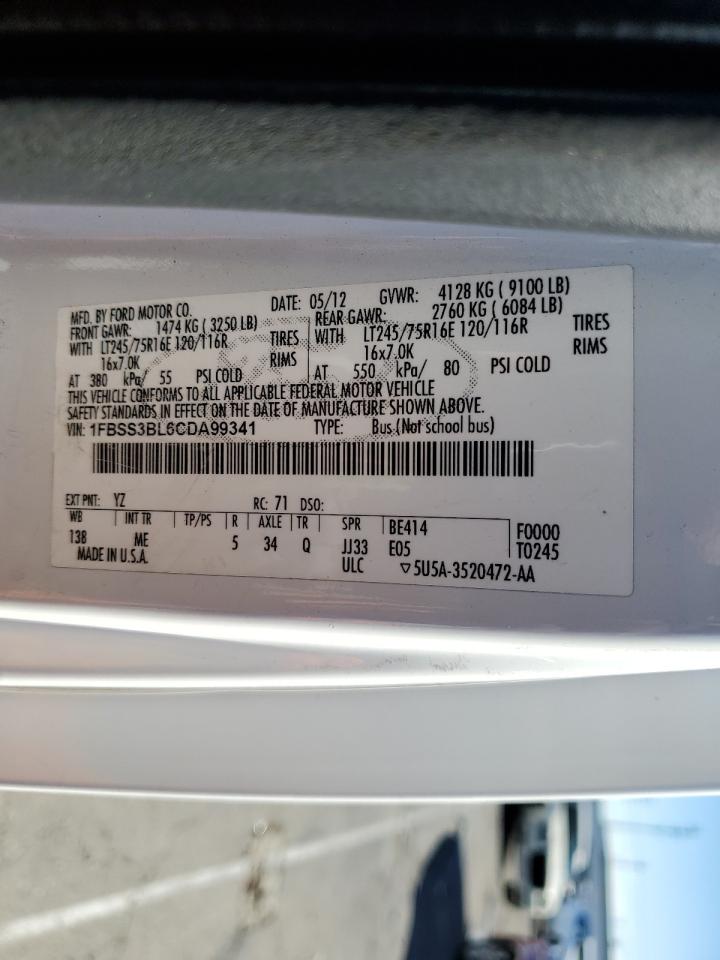 MFD. BY FORD MOTOR CO. DATE: 05/12 GVWR: 4128 KG ( 9100 LB)
FRONT GAWR: 1474 KG ( 3250 LB) REAR GAWR: 2760 KG ( 6084 LB)
WITH LT245/75R16E 120/116R TIRES WITH LT245/75R16E 120/116R TIRES
16x7.0K RIMS 16x7.0K RIMS
AT 380 kPa/ 55 PSI COLD AT 550 kPa/ 80 PSI COLD
THIS VEHICLE CONFORMS TO ALL APPLICABLE FEDERAL MOTOR VEHICLE
SAFETY STANDARDS IN EFFECT ON THE DATE OF MANUFACTURE SHOWN ABOVE.
VIN: 1FBSS3BL6CDA99341 TYPE: Bus (Not school bus)
EXT PNT: YZ RC: 71 DSO:
WB INT TR TP/PS R AXLE TR SPR BE414 F0000
138 ME 5 34 Q JJ33 E05 T0245
MADE IN U.S.A. ULC ▽5U5A-3520472-AA